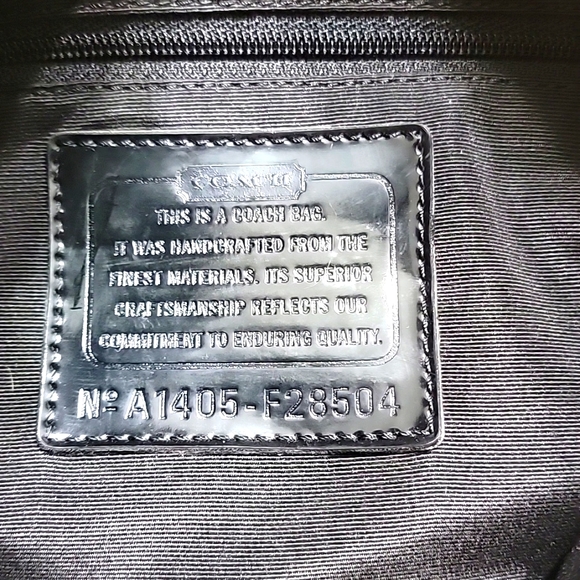 COACH
THIS IS A COACH BAG.
IT WAS HANDCRAFTED FROM THE
FINEST MATERIALS. ITS SUPERIOR
CRAFTSMANSHIP REFLECTS OUR
COMMITMENT TO ENDURING QUALITY.
Nº A1405-F28504